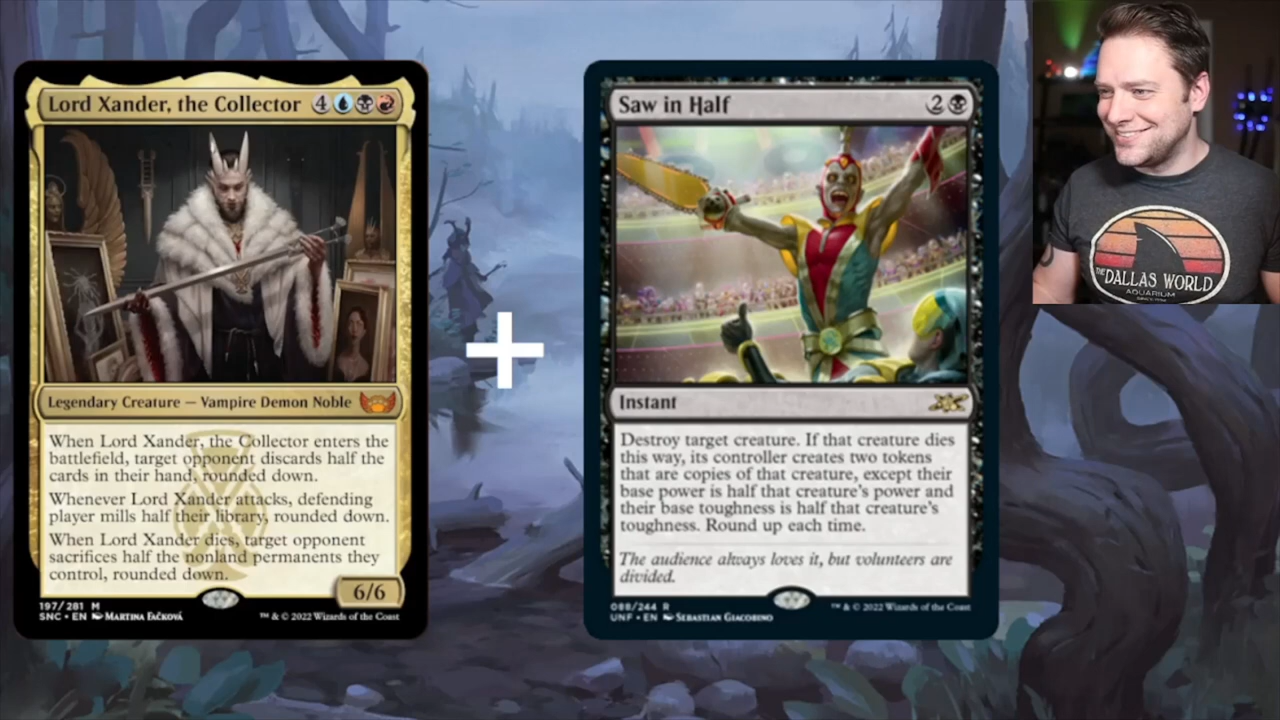 Lord Xander, the Collector 4
Legendary Creature — Vampire Demon Noble
When Lord Xander, the Collector enters the
battlefield, target opponent discards half the
cards in their hand, rounded down.
Whenever Lord Xander attacks, defending
player mills half their library, rounded down.
When Lord Xander dies, target opponent
sacrifices half the nonland permanents they
control, rounded down.
6/6
197/281 M
SNC • EN Martina Fačková
™ & © 2022 Wizards of the Coast
+
Saw in Half 2
Instant
Destroy target creature. If that creature dies
this way, its controller creates two tokens
that are copies of that creature, except their
base power is half that creature's power and
their base toughness is half that creature's
toughness. Round up each time.
The audience always loves it, but volunteers are
divided.
088/244 R
UNF • EN Sebastian Giacobino
™ & © 2022 Wizards of the Coast
THE DALLAS WORLD
AQUARIUM